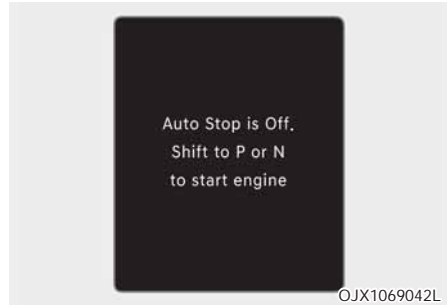 Auto Stop is Off.
Shift to P or N
to start engine
OJX1069042L